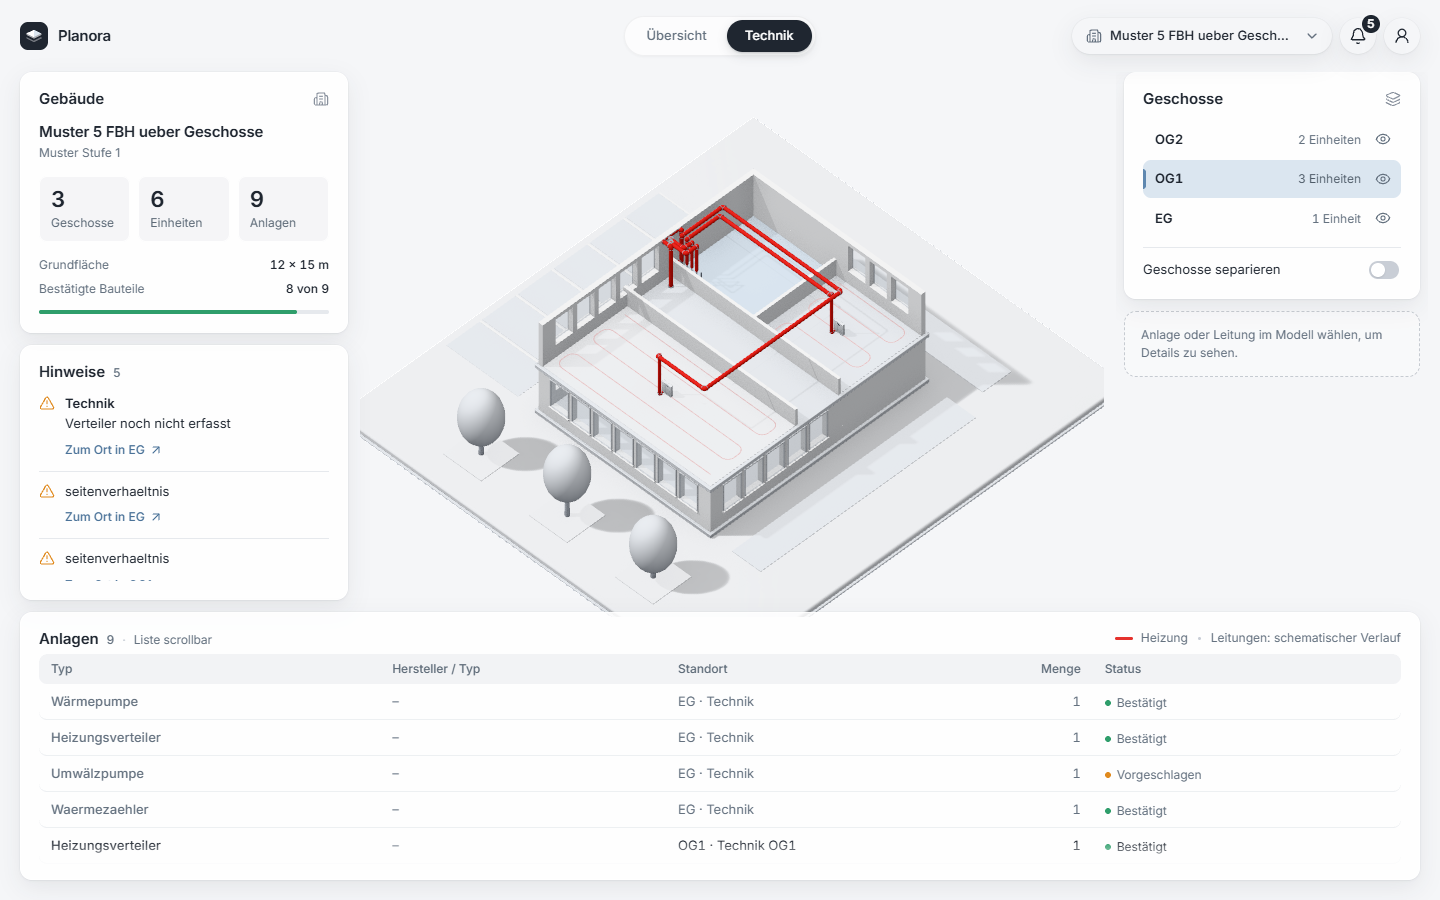 Planora
Übersicht
Technik
Muster 5 FBH ueber Gesch...
5
Gebäude
Muster 5 FBH ueber Geschosse
Muster Stufe 1
3
Geschosse
6
Einheiten
9
Anlagen
Grundfläche
12 × 15 m
Bestätigte Bauteile
8 von 9
Hinweise 5
Technik
Verteiler noch nicht erfasst
Zum Ort in EG
seitenverhaeltnis
Zum Ort in EG
seitenverhaeltnis
Geschosse
OG2 2 Einheiten
OG1 3 Einheiten
EG 1 Einheit
Geschosse separieren
Anlage oder Leitung im Modell wählen, um
Details zu sehen.
Anlagen 9 · Liste scrollbar
Heizung · Leitungen: schematischer Verlauf
Typ Hersteller / Typ Standort Menge Status
Wärmepumpe – EG · Technik 1 Bestätigt
Heizungsverteiler – EG · Technik 1 Bestätigt
Umwälzpumpe – EG · Technik 1 Vorgeschlagen
Waermezaehler – EG · Technik 1 Bestätigt
Heizungsverteiler – OG1 · Technik OG1 1 Bestätigt